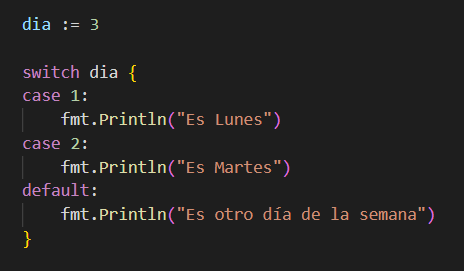 dia := 3
switch dia {
case 1:
    fmt.Println("Es Lunes")
case 2:
    fmt.Println("Es Martes")
default:
    fmt.Println("Es otro día de la semana")
}